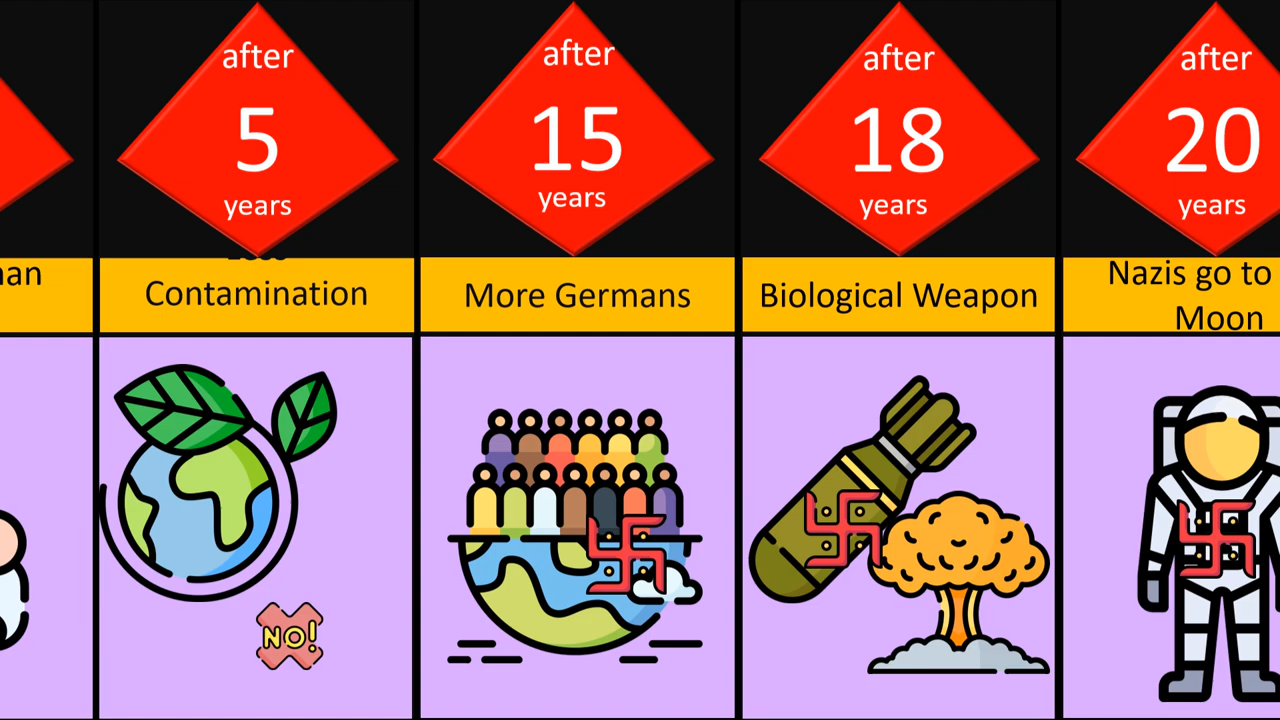 after
5
years
Contamination
NO!
after
15
years
More Germans
after
18
years
Biological Weapon
after
20
years
Nazis go to
Moon